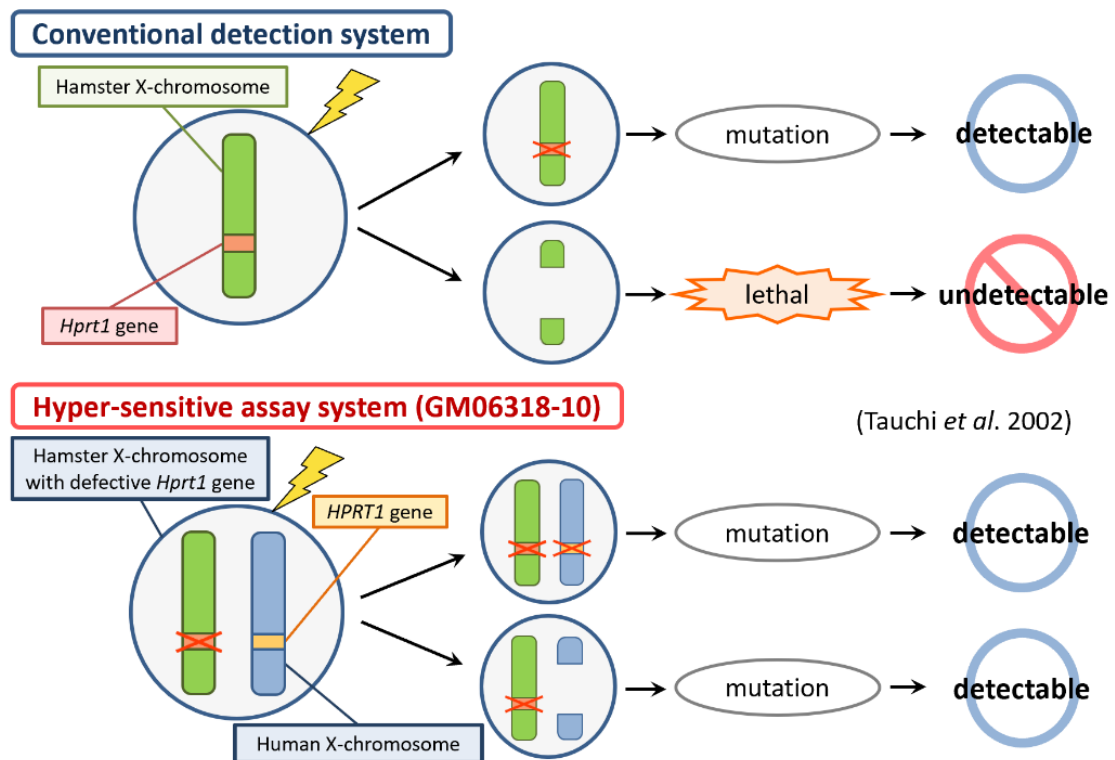 Conventional detection system
Hamster X-chromosome
Hprt1 gene
mutation
detectable
lethal
undetectable
Hyper-sensitive assay system (GM06318-10)
(Tauchi et al. 2002)
Hamster X-chromosome
with defective Hprt1 gene
HPRT1 gene
Human X-chromosome
mutation
detectable
mutation
detectable